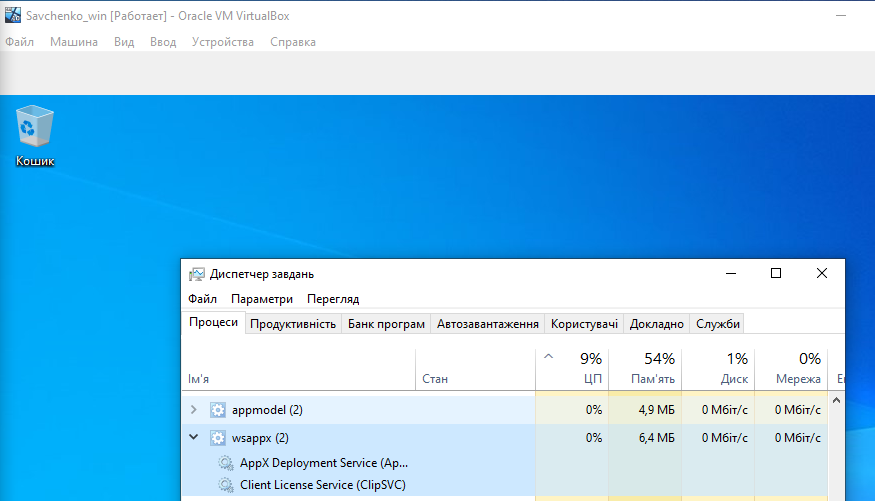 Savchenko_win [Работает] - Oracle VM VirtualBox
Файл Машина Вид Ввод Устройства Справка
Кошик
Диспетчер завдань
Файл Параметри Перегляд
Процеси Продуктивність Банк програм Автозавантаження Користувачі Докладно Служби
9% 54% 1% 0%
Ім'я Стан ЦП Пам'ять Диск Мережа
appmodel (2) 0% 4,9 МБ 0 Мбіт/с 0 Мбіт/с
wsappx (2) 0% 6,4 МБ 0 Мбіт/с 0 Мбіт/с
AppX Deployment Service (Ap...
Client License Service (ClipSVC)